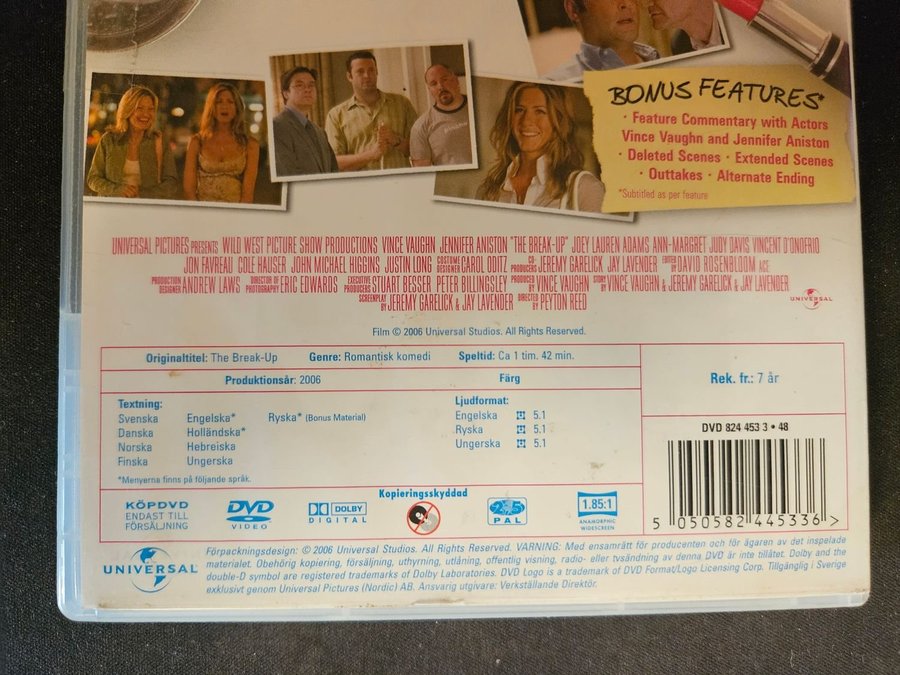 BONUS FEATURES*
· Feature Commentary with Actors
Vince Vaughn and Jennifer Aniston
· Deleted Scenes · Extended Scenes
· Outtakes · Alternate Ending
*Subtitled as per feature
UNIVERSAL PICTURES PRESENTS WILD WEST PICTURE SHOW PRODUCTIONS VINCE VAUGHN JENNIFER ANISTON "THE BREAK-UP" JOEY LAUREN ADAMS ANN-MARGRET JUDY DAVIS VINCENT D'ONOFRIO
JON FAVREAU COLE HAUSER JOHN MICHAEL HIGGINS JUSTIN LONG COSTUME DESIGNER CAROL ODITZ CO-PRODUCERS JEREMY GARELICK JAY LAVENDER EDITED BY DAVID ROSENBLOOM ACE
PRODUCTION DESIGNER ANDREW LAWS DIRECTOR OF PHOTOGRAPHY ERIC EDWARDS EXECUTIVE PRODUCERS STUART BESSER PETER BILLINGSLEY PRODUCED BY VINCE VAUGHN STORY BY VINCE VAUGHN & JEREMY GARELICK & JAY LAVENDER
SCREENPLAY BY JEREMY GARELICK & JAY LAVENDER DIRECTED BY PEYTON REED
UNIVERSAL
Film © 2006 Universal Studios. All Rights Reserved.
Originaltitel: The Break-Up Genre: Romantisk komedi Speltid: Ca 1 tim. 42 min.
Produktionsår: 2006 Färg
Rek. fr.: 7 år
Textning:
Svenska Engelska* Ryska* (Bonus Material)
Danska Holländska*
Norska Hebreiska
Finska Ungerska
*Menyerna finns på följande språk.
Ljudformat:
Engelska 5.1
Ryska 5.1
Ungerska 5.1
DVD 824 453 3 • 48
5 050582 445336 >
KÖPDVD
ENDAST TILL
FÖRSÄLJNING
DVD
VIDEO
DOLBY
DIGITAL
Kopieringsskyddad
2 5
PAL
1.85:1
ANAMORPHIC
WIDESCREEN
UNIVERSAL
Förpackningsdesign: © 2006 Universal Studios. All Rights Reserved. VARNING: Med ensamrätt för producenten och för ägaren av det inspelade
materialet. Obehörig kopiering, försäljning, uthyrning, utlåning, offentlig visning, radio- eller tvsändning av denna DVD är inte tillåtet. Dolby and the
double-D symbol are registered trademarks of Dolby Laboratories. DVD Logo is a trademark of DVD Format/Logo Licensing Corp. Tillgänglig i Sverige
exklusivt genom Universal Pictures (Nordic) AB. Ansvarig utgivare: Verkställande Direktör.